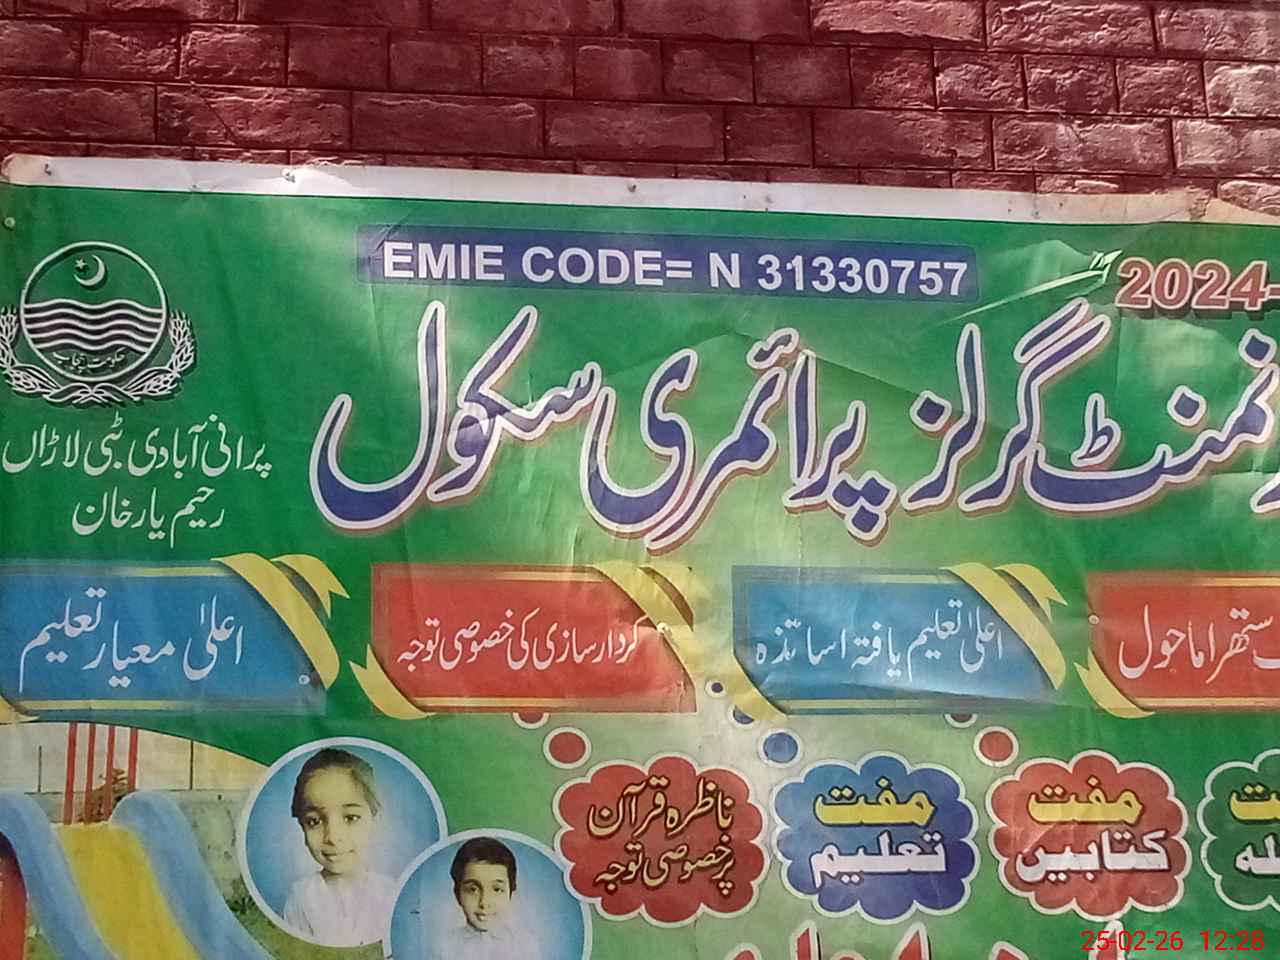 EMIE CODE= N 31330757
2024-
حکومت پنجاب
گرلز پرائمری سکول
پرانی آبادی ٹبی لاڑاں
رحیم یار خان
ستھرا ماحول
اعلیٰ تعلیم یافتہ اساتذہ
کردار سازی کی خصوصی توجہ
اعلیٰ معیار تعلیم
مفت
کتابیں
مفت
تعلیم
ناظرہ قرآن
پر خصوصی توجہ
25-02-26 12:28